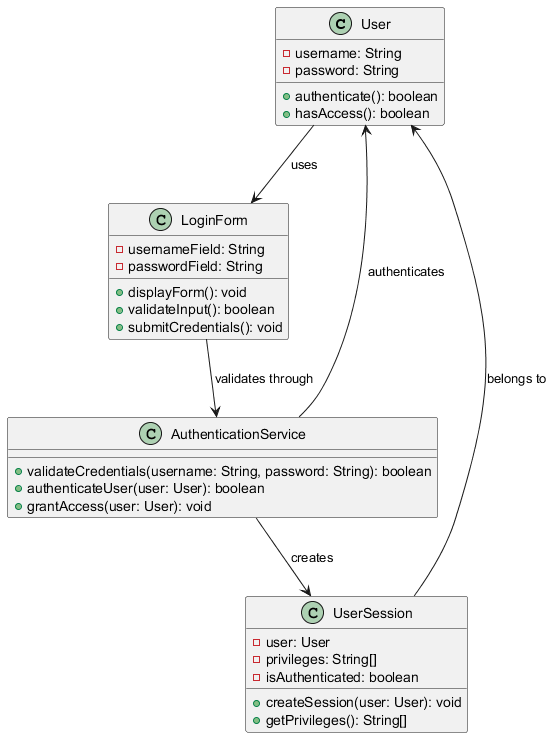 C User
username: String
password: String
authenticate(): boolean
hasAccess(): boolean
uses
C LoginForm
usernameField: String
passwordField: String
displayForm(): void
validateInput(): boolean
submitCredentials(): void
authenticates
validates through
belongs to
C AuthenticationService
validateCredentials(username: String, password: String): boolean
authenticateUser(user: User): boolean
grantAccess(user: User): void
creates
C UserSession
user: User
privileges: String[]
isAuthenticated: boolean
createSession(user: User): void
getPrivileges(): String[]